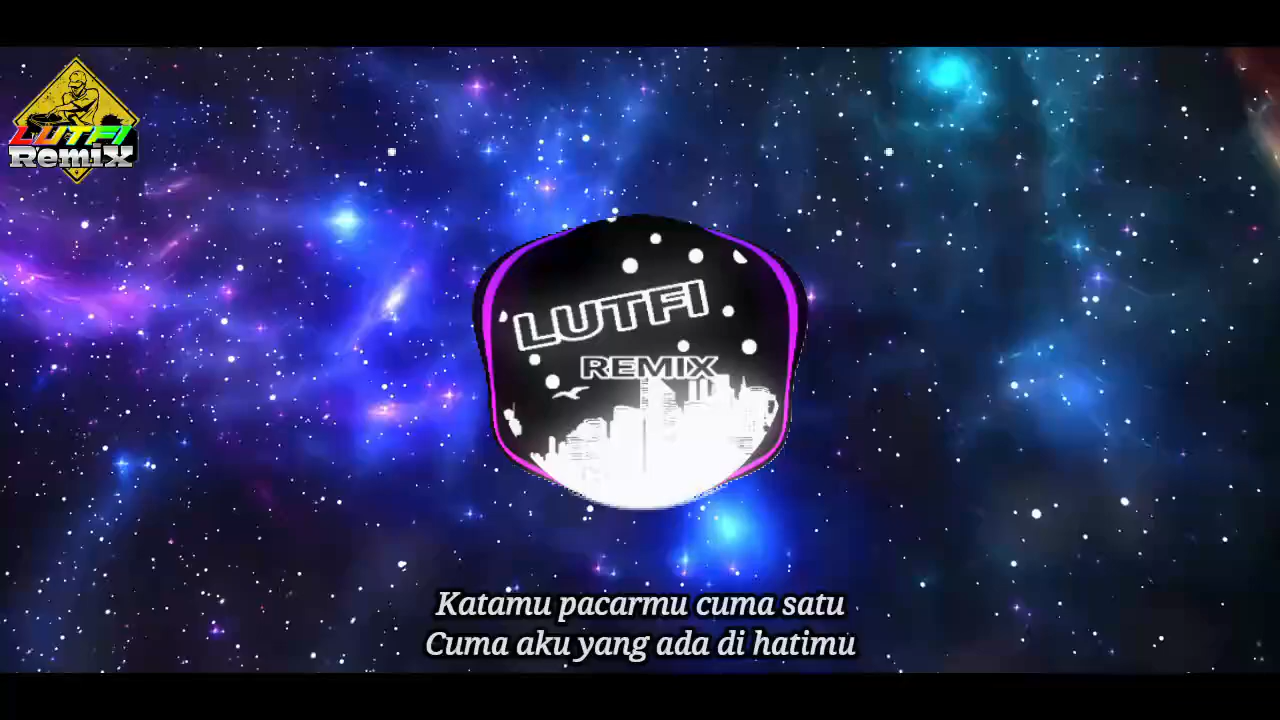 LUTFI
RemiX
LUTFI
REMIX
Katamu pacarmu cuma satu
Cuma aku yang ada di hatimu